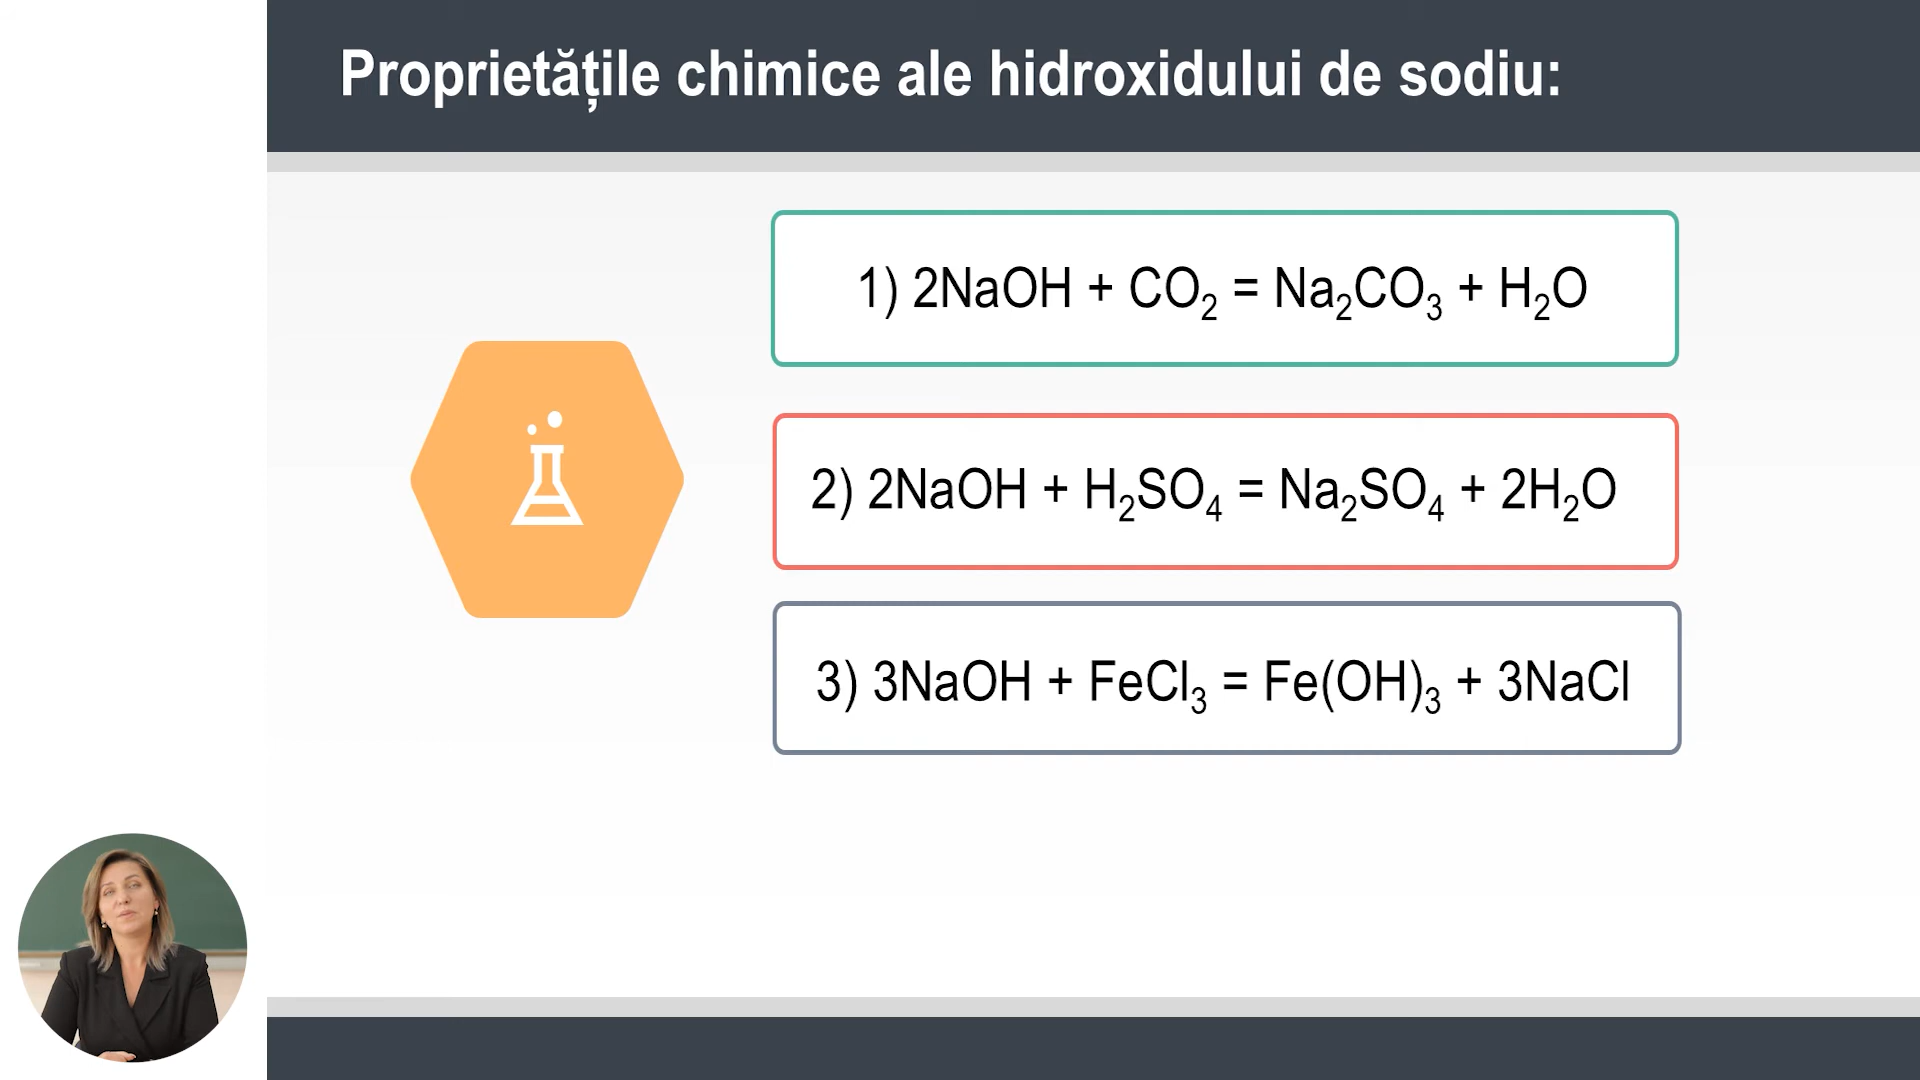 Proprietățile chimice ale hidroxidului de sodiu:
1) 2NaOH + CO₂ = Na₂CO₃ + H₂O
2) 2NaOH + H₂SO₄ = Na₂SO₄ + 2H₂O
3) 3NaOH + FeCl₃ = Fe(OH)₃ + 3NaCl